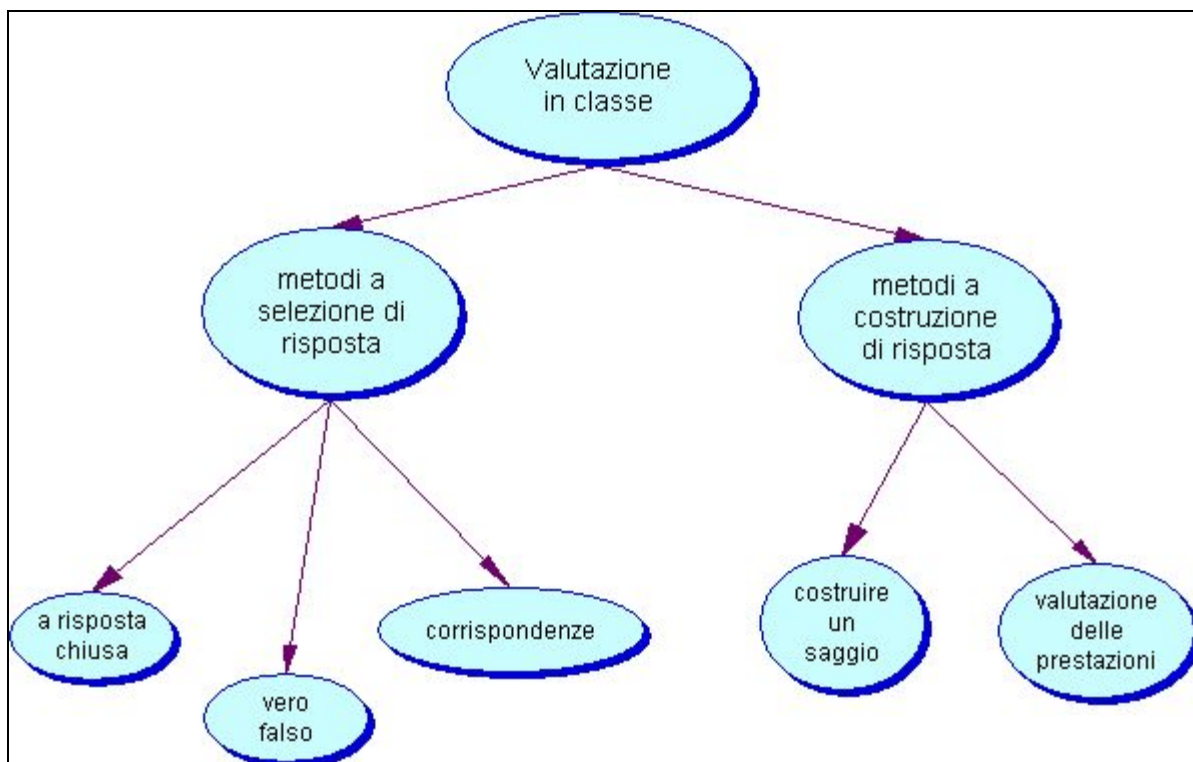 Valutazione
in classe
metodi a
selezione di
risposta
metodi a
costruzione
di risposta
a risposta
chiusa
vero
falso
corrispondenze
costruire
un
saggio
valutazione
delle
prestazioni